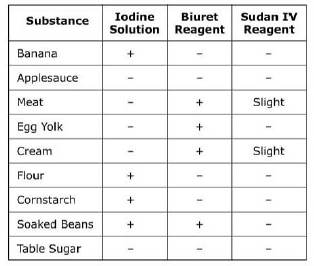 Substance Iodine Solution Biuret Reagent Sudan IV Reagent
Banana + – –
Applesauce – – –
Meat – + Slight
Egg Yolk – + –
Cream – + Slight
Flour + – –
Cornstarch + – –
Soaked Beans + + –
Table Sugar – – –